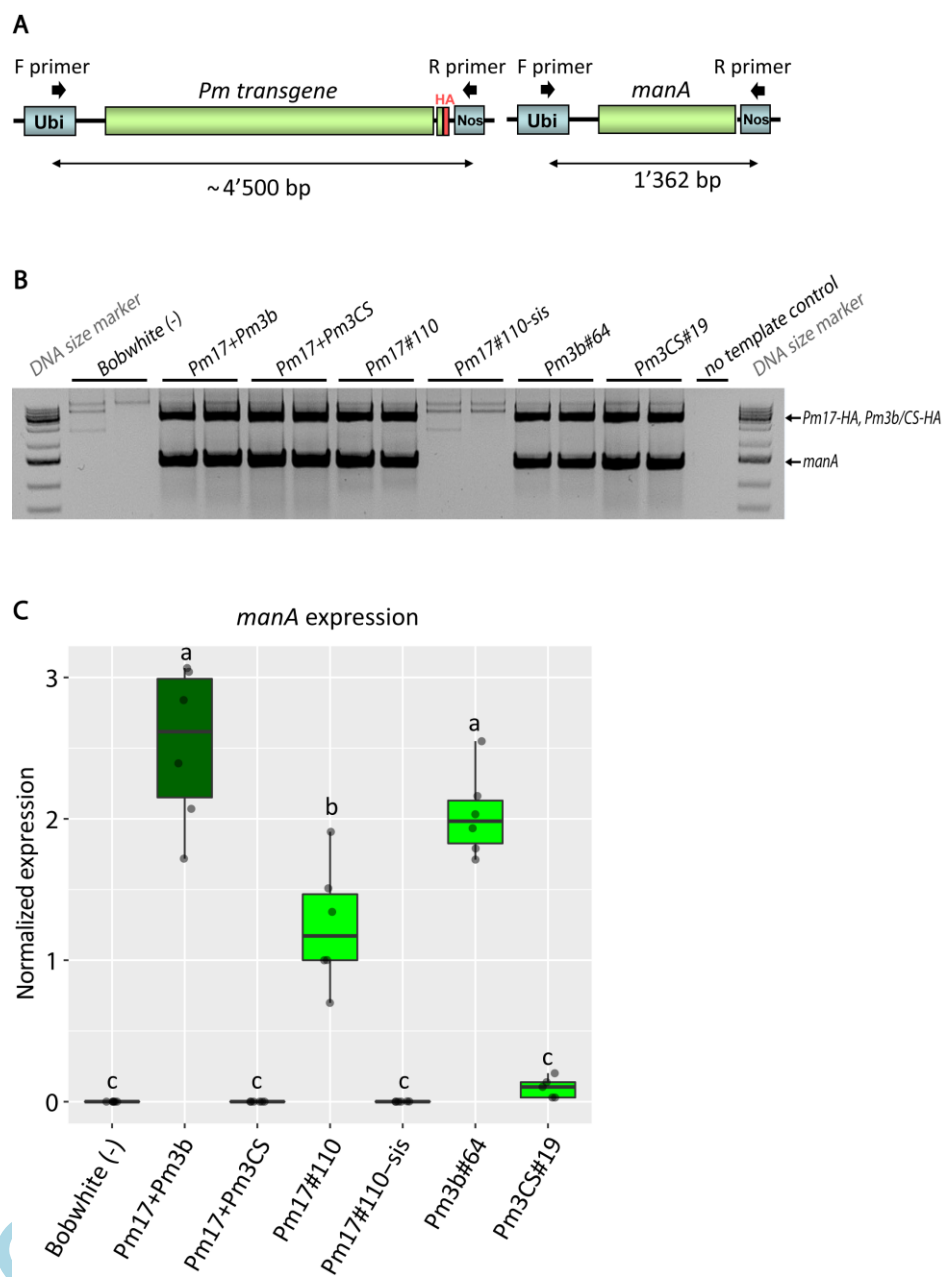 A
F primer
R primer
F primer
R primer
Pm transgene
HA
manA
Ubi
Nos
Ubi
Nos
~4'500 bp
1'362 bp
B
DNA size marker
Bobwhite (-)
Pm17+Pm3b
Pm17+Pm3CS
Pm17#110
Pm17#110-sis
Pm3b#64
Pm3CS#19
no template control
DNA size marker
Pm17-HA, Pm3b/CS-HA
manA
C
manA expression
Normalized expression
3
2
1
0
a
a
b
c
c
c
c
Bobwhite (-)
Pm17+Pm3b
Pm17+Pm3CS
Pm17#110
Pm17#110−sis
Pm3b#64
Pm3CS#19